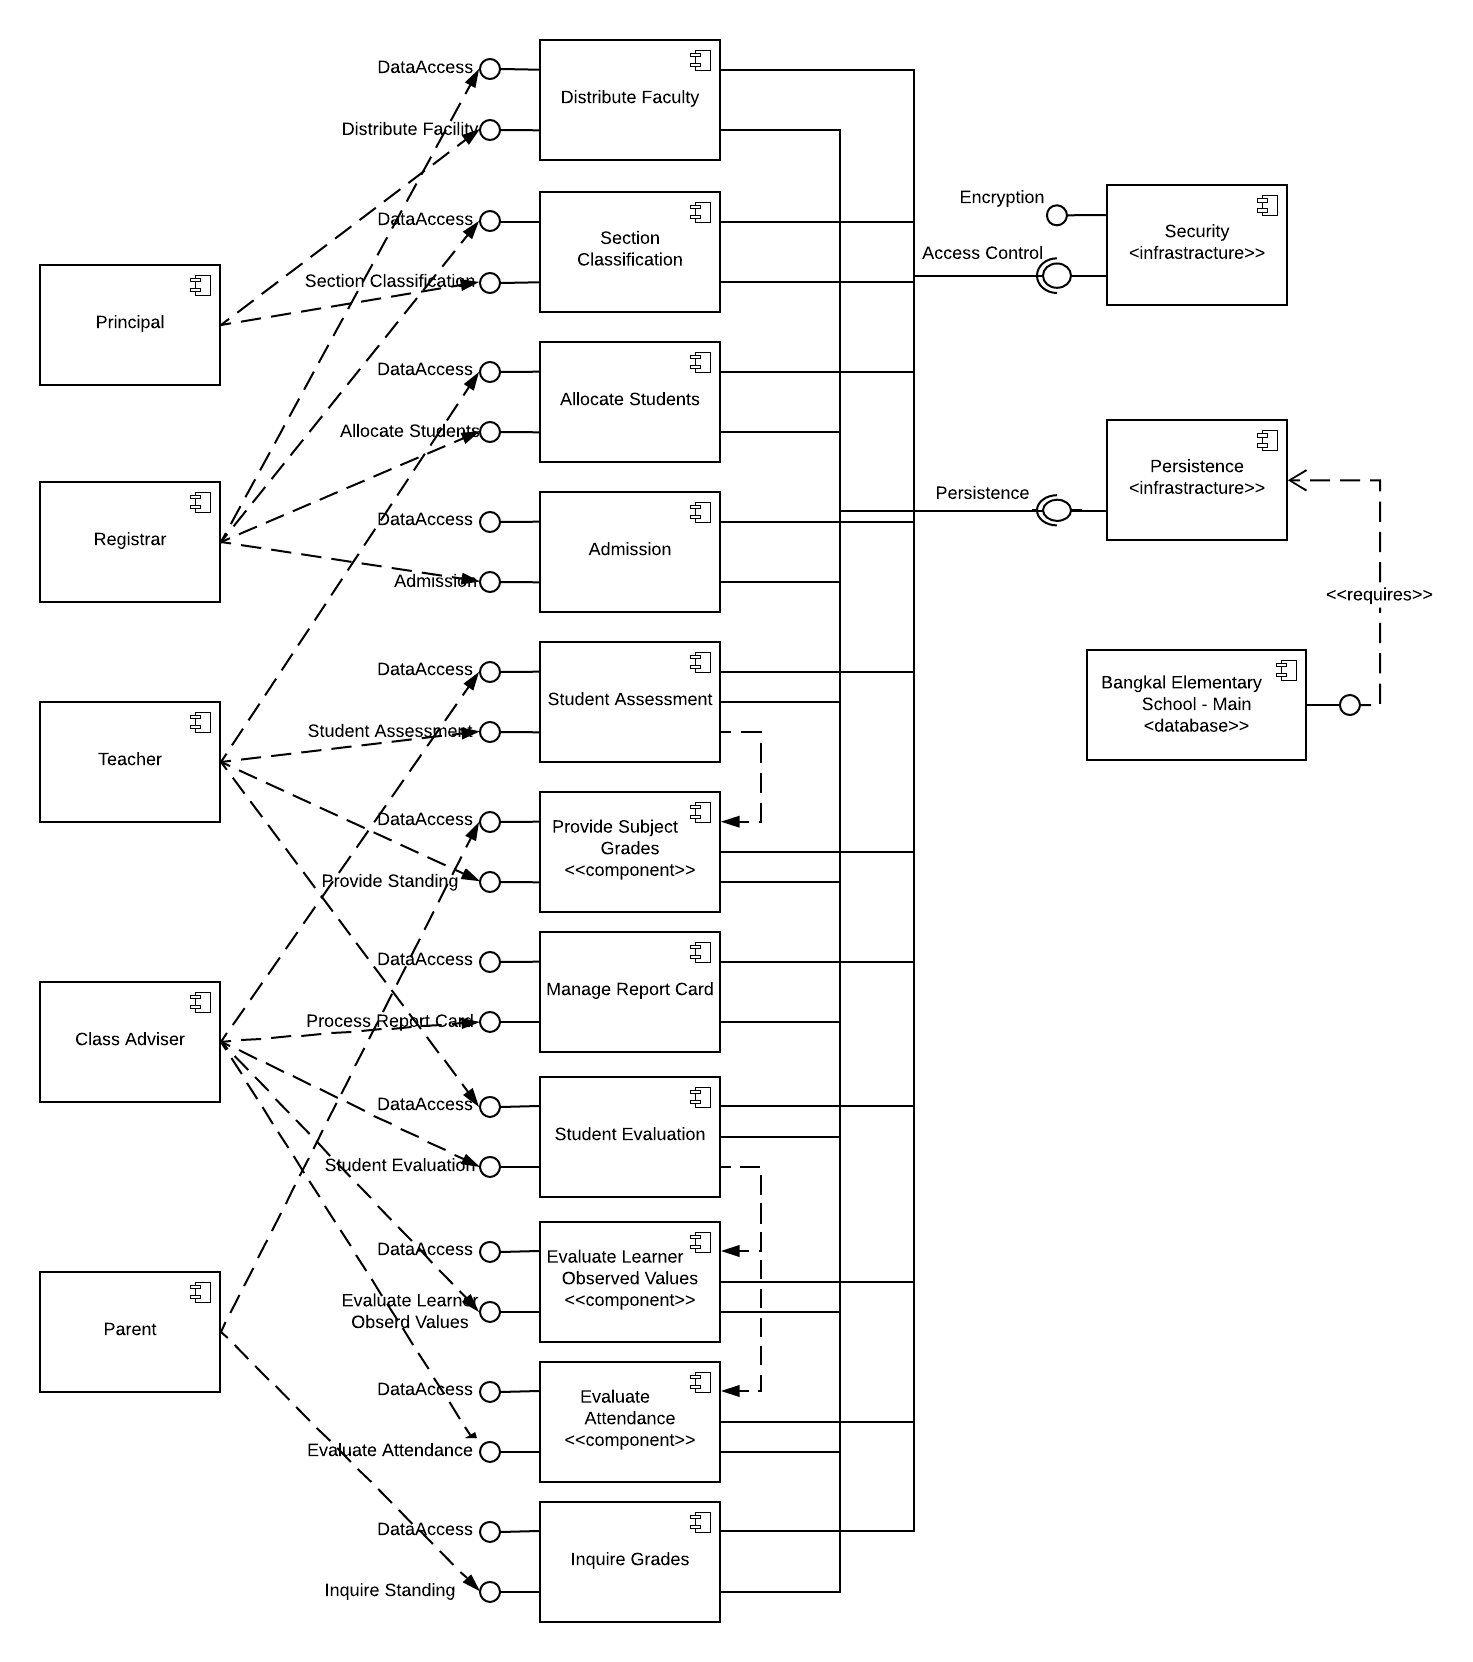 DataAccess
Distribute Facility
Distribute Faculty
DataAccess
Section Classification
Section
Classification
Encryption
Access Control
Security
<infrastracture>>
Principal
DataAccess
Allocate Students
Allocate Students
Persistence
Persistence
<infrastracture>>
Registrar
DataAccess
Admission
Admission
<<requires>>
DataAccess
Student Assessment
Student Assessment
Bangkal Elementary
School - Main
<database>>
Teacher
DataAccess
Provide Standing
Provide Subject
Grades
<<component>>
DataAccess
Process Report Card
Manage Report Card
Class Adviser
DataAccess
Student Evaluation
Student Evaluation
DataAccess
Evaluate Learner
Obserd Values
Evaluate Learner
Observed Values
<<component>>
Parent
DataAccess
Evaluate Attendance
Evaluate
Attendance
<<component>>
DataAccess
Inquire Standing
Inquire Grades